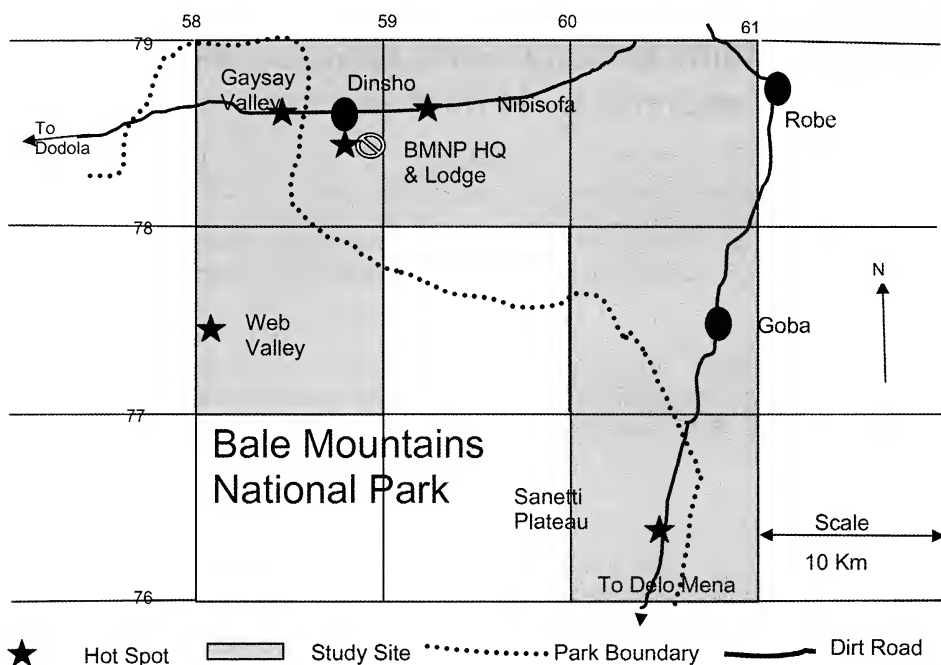 58 59 60 61
79
Gaysay
Valley
Dinsho
Nibisofa
Robe
To
Dodola
BMNP HQ
& Lodge
78
N
Web
Valley
Goba
77
Bale Mountains
National Park
Sanetti
Plateau
Scale
10 Km
To Delo Mena
76
Hot Spot Study Site Park Boundary Dirt Road